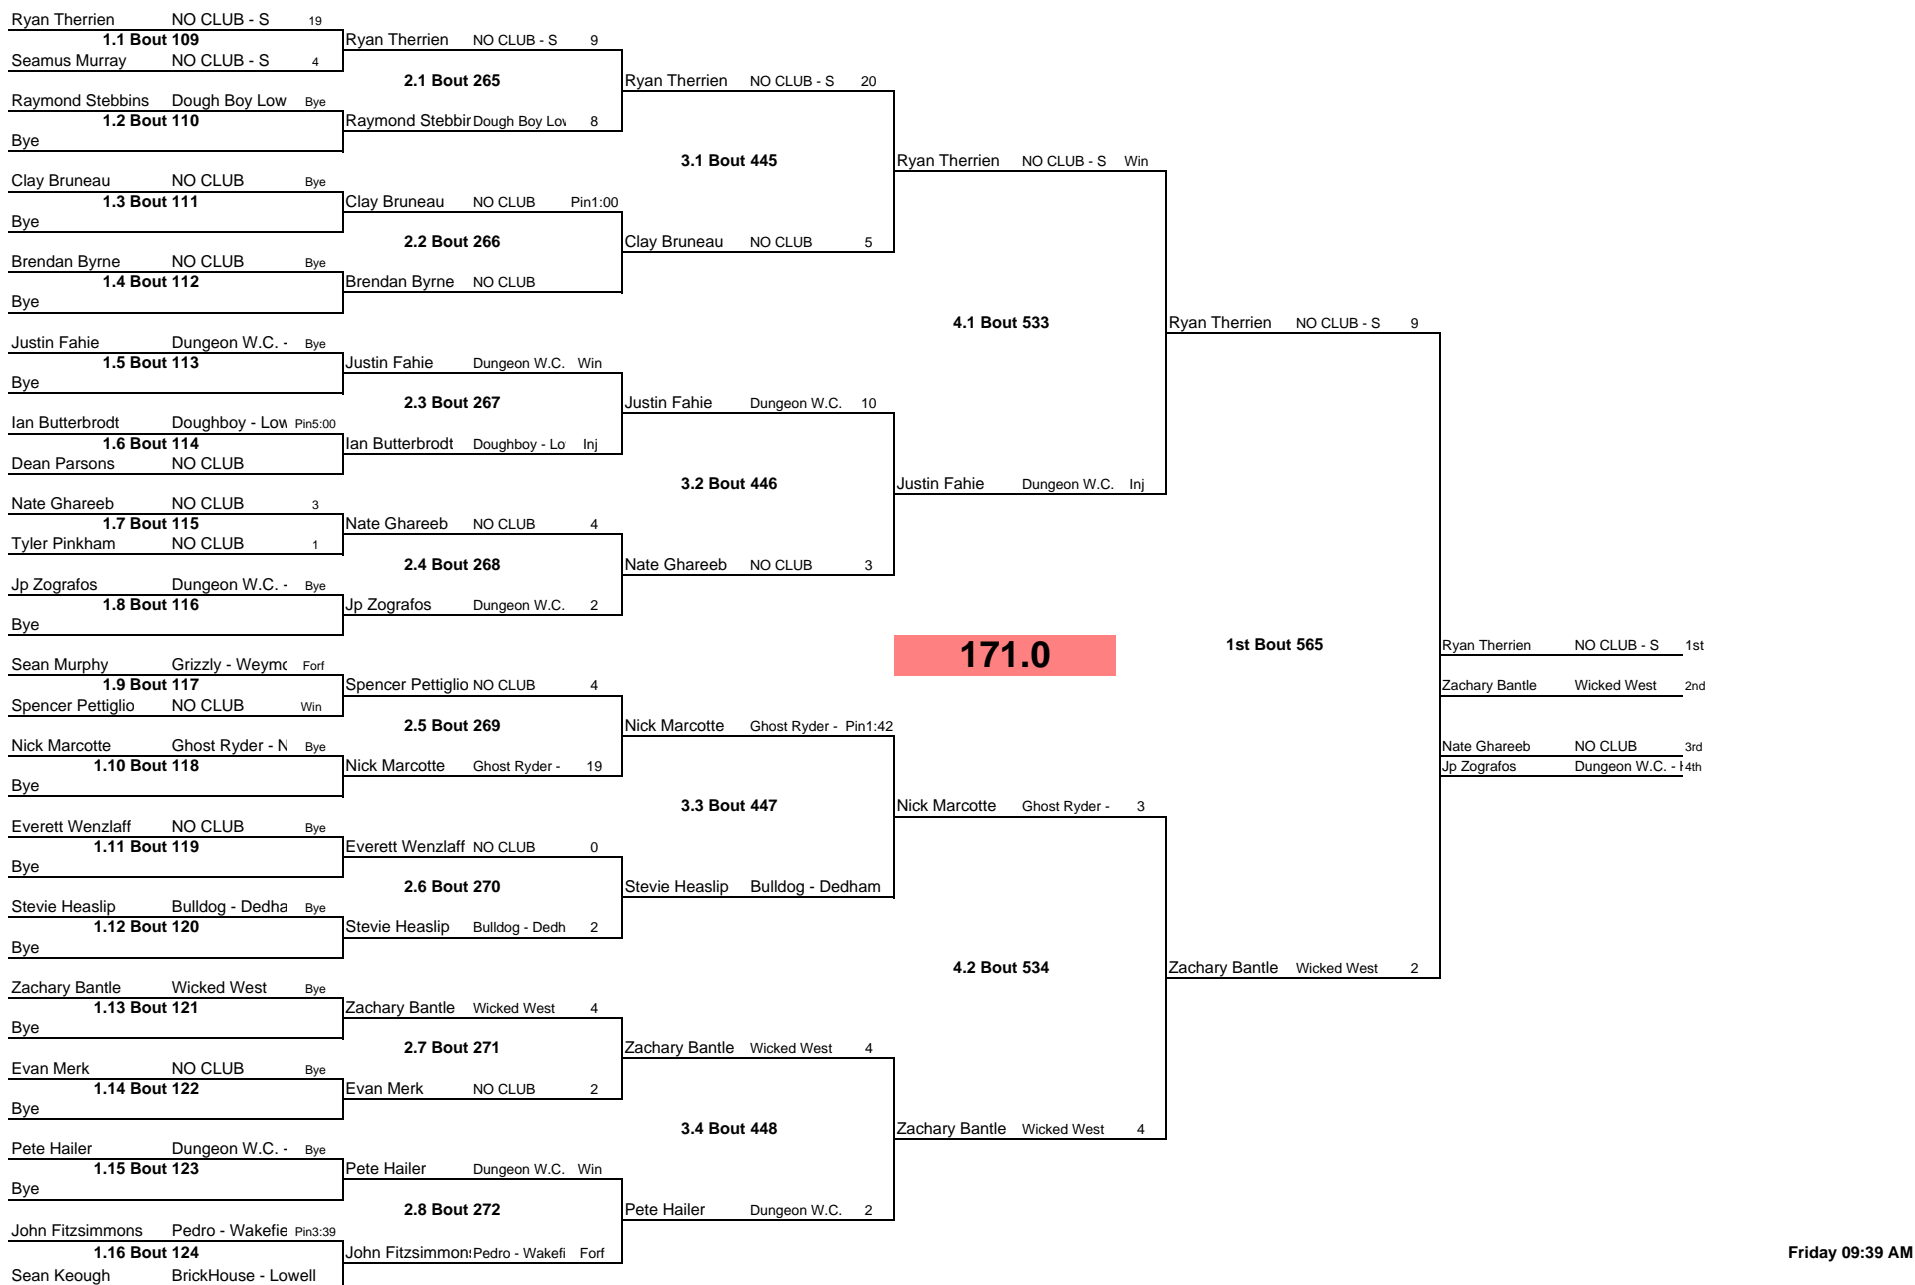 Ryan Therrien NO CLUB - S 19
1.1 Bout 109
Seamus Murray NO CLUB - S 4
Raymond Stebbins Dough Boy Low Bye
1.2 Bout 110
Bye
Clay Bruneau NO CLUB Bye
1.3 Bout 111
Bye
Brendan Byrne NO CLUB Bye
1.4 Bout 112
Bye
Justin Fahie Dungeon W.C. - Bye
1.5 Bout 113
Bye
Ian Butterbrodt Doughboy - Low Pin5:00
1.6 Bout 114
Dean Parsons NO CLUB
Nate Ghareeb NO CLUB 3
1.7 Bout 115
Tyler Pinkham NO CLUB 1
Jp Zografos Dungeon W.C. - Bye
1.8 Bout 116
Bye
Sean Murphy Grizzly - Weymo Forf
1.9 Bout 117
Spencer Pettiglio NO CLUB Win
Nick Marcotte Ghost Ryder - N Bye
1.10 Bout 118
Bye
Everett Wenzlaff NO CLUB Bye
1.11 Bout 119
Bye
Stevie Heaslip Bulldog - Dedha Bye
1.12 Bout 120
Bye
Zachary Bantle Wicked West Bye
1.13 Bout 121
Bye
Evan Merk NO CLUB Bye
1.14 Bout 122
Bye
Pete Hailer Dungeon W.C. - Bye
1.15 Bout 123
Bye
John Fitzsimmons Pedro - Wakefie Pin3:39
1.16 Bout 124
Sean Keough BrickHouse - Lowell
Ryan Therrien NO CLUB - S 9
2.1 Bout 265
Raymond Stebbin Dough Boy Low 8
Clay Bruneau NO CLUB Pin1:00
2.2 Bout 266
Brendan Byrne NO CLUB
Justin Fahie Dungeon W.C. Win
2.3 Bout 267
Ian Butterbrodt Doughboy - Lo Inj
Nate Ghareeb NO CLUB 4
2.4 Bout 268
Jp Zografos Dungeon W.C. 2
Spencer Pettiglio NO CLUB 4
2.5 Bout 269
Nick Marcotte Ghost Ryder - 19
Everett Wenzlaff NO CLUB 0
2.6 Bout 270
Stevie Heaslip Bulldog - Dedh 2
Zachary Bantle Wicked West 4
2.7 Bout 271
Evan Merk NO CLUB 2
Pete Hailer Dungeon W.C. Win
2.8 Bout 272
John Fitzsimmons Pedro - Wakefi Forf
Ryan Therrien NO CLUB - S 20
3.1 Bout 445
Clay Bruneau NO CLUB 5
Justin Fahie Dungeon W.C. 10
3.2 Bout 446
Nate Ghareeb NO CLUB 3
Nick Marcotte Ghost Ryder - Pin1:42
3.3 Bout 447
Stevie Heaslip Bulldog - Dedham
Zachary Bantle Wicked West 4
3.4 Bout 448
Pete Hailer Dungeon W.C. 2
Ryan Therrien NO CLUB - S Win
4.1 Bout 533
Justin Fahie Dungeon W.C. Inj
171.0
Nick Marcotte Ghost Ryder - 3
4.2 Bout 534
Zachary Bantle Wicked West 4
Ryan Therrien NO CLUB - S 9
1st Bout 565
Zachary Bantle Wicked West 2
Ryan Therrien NO CLUB - S 1st
Zachary Bantle Wicked West 2nd
Nate Ghareeb NO CLUB 3rd
Jp Zografos Dungeon W.C. - H 4th
Friday 09:39 AM